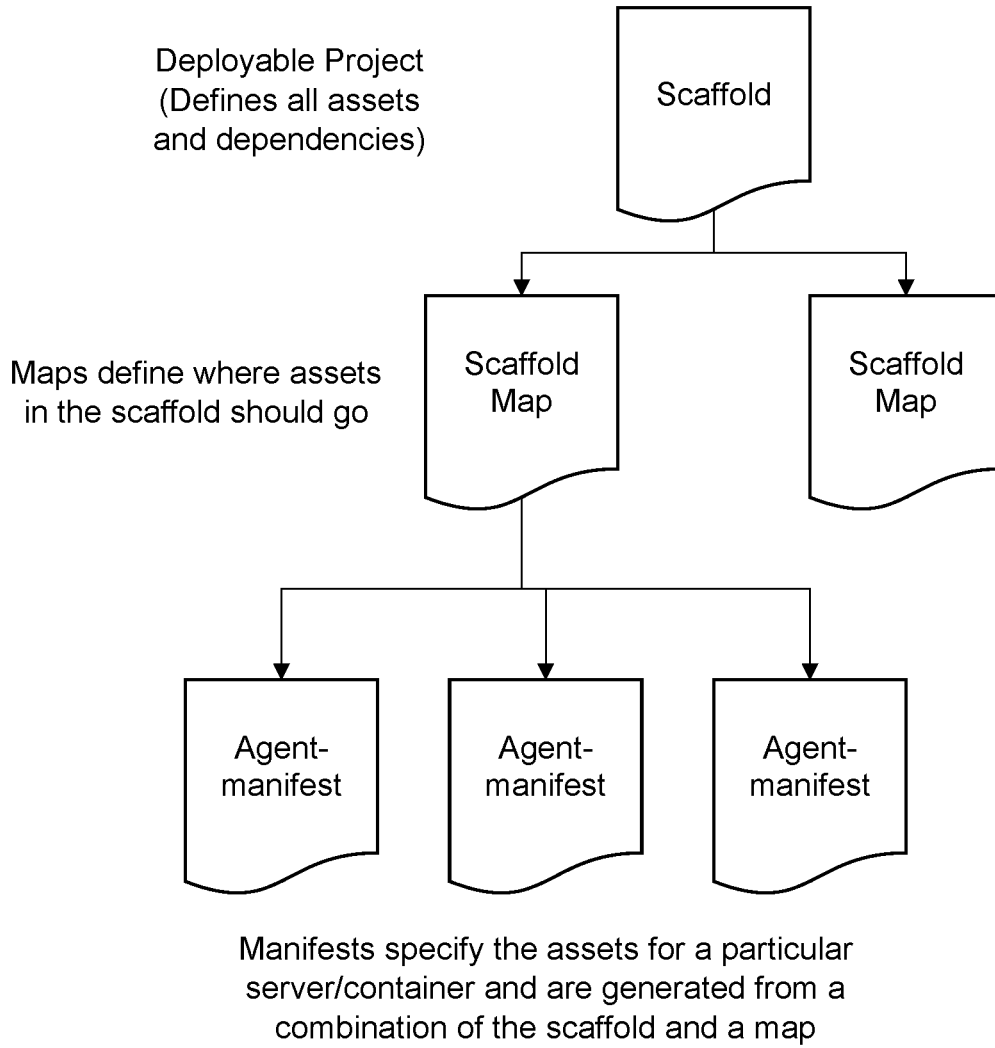 Deployable Project
(Defines all assets
and dependencies)
Scaffold
Maps define where assets
in the scaffold should go
Scaffold
Map
Scaffold
Map
Agent-
manifest
Agent-
manifest
Agent-
manifest
Manifests specify the assets for a particular
server/container and are generated from a
combination of the scaffold and a map